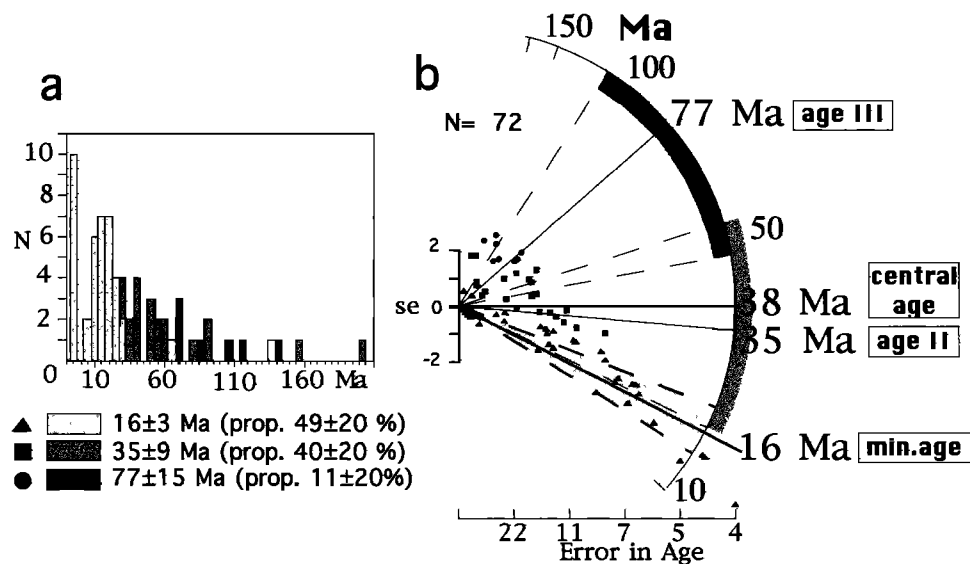 a
10
8
6
N
4
2
0
10
60
110
160
Ma
16±3 Ma (prop. 49±20 %)
35±9 Ma (prop. 40±20 %)
77±15 Ma (prop. 11±20%)
b
150
Ma
100
N= 72
77 Ma
age III
50
2
se 0
-2
38 Ma
central
age
35 Ma
age II
16 Ma
min.age
10
22
11
7
5
4
Error in Age